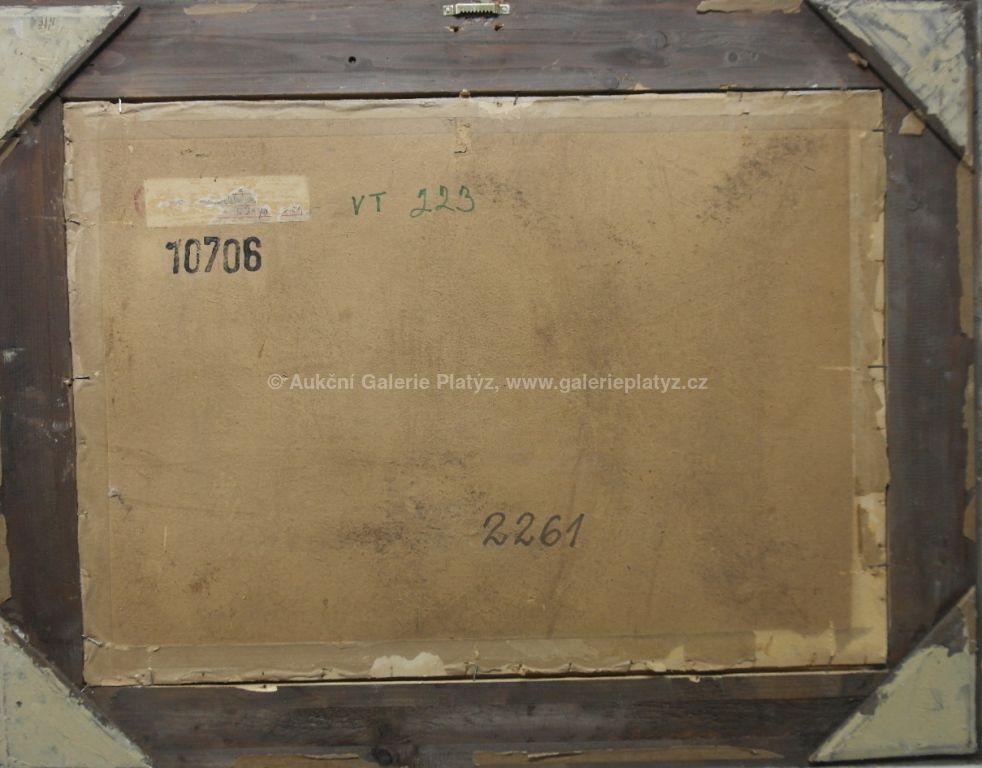 VT 223
10706
© Aukční Galerie Platýz, www.galerieplatyz.cz
2261